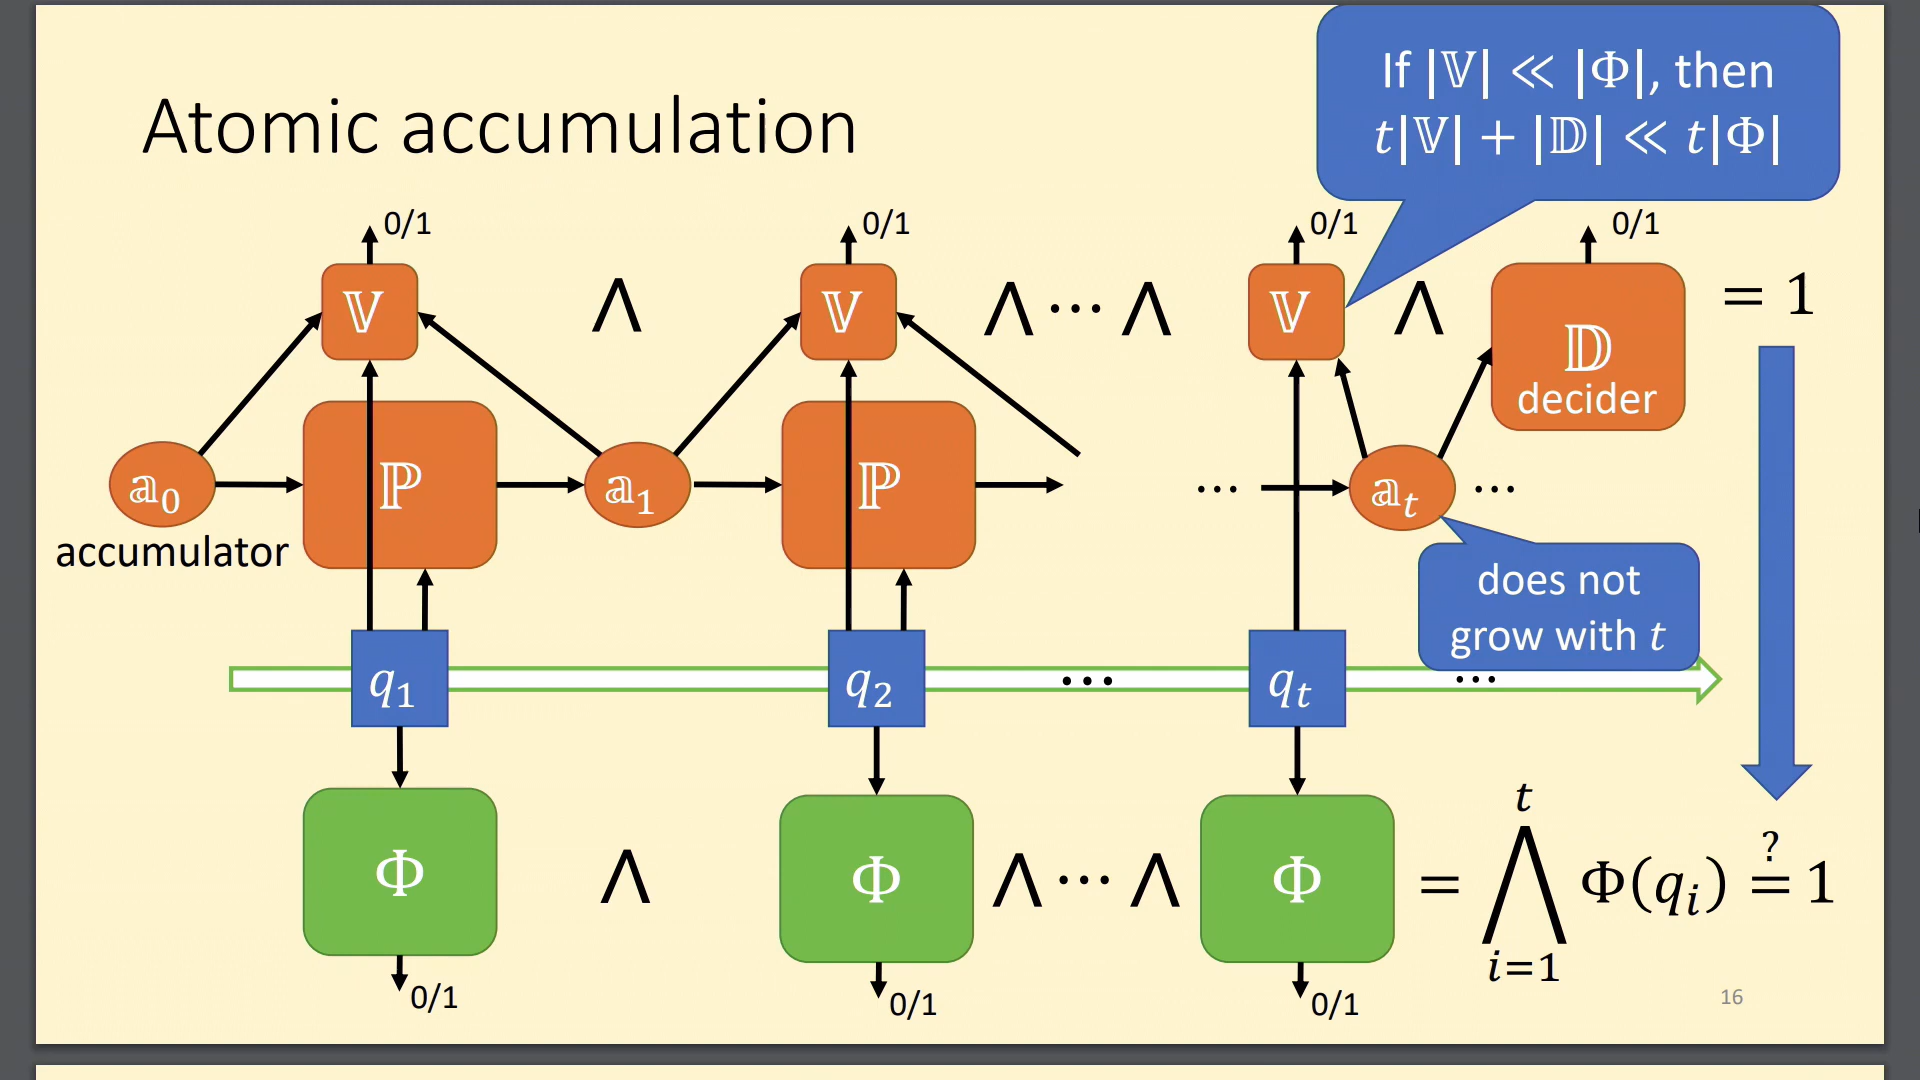 Atomic accumulation
If |𝕍| ≪ |Φ|, then
t|𝕍| + |𝔻| ≪ t|Φ|
0/1
0/1
0/1
0/1
𝕍 ∧ 𝕍 ∧ ⋯ ∧ 𝕍 ∧ 𝔻 = 1
decider
𝕒₀ ℙ 𝕒₁ ℙ ⋯ 𝕒ₜ ⋯
accumulator
does not
grow with t
q₁ q₂ ⋯ qₜ ⋯
Φ ∧ Φ ∧ ⋯ ∧ Φ = ⋀ᵗᵢ₌₁ Φ(qᵢ) ≟ 1
0/1
0/1
0/1
16